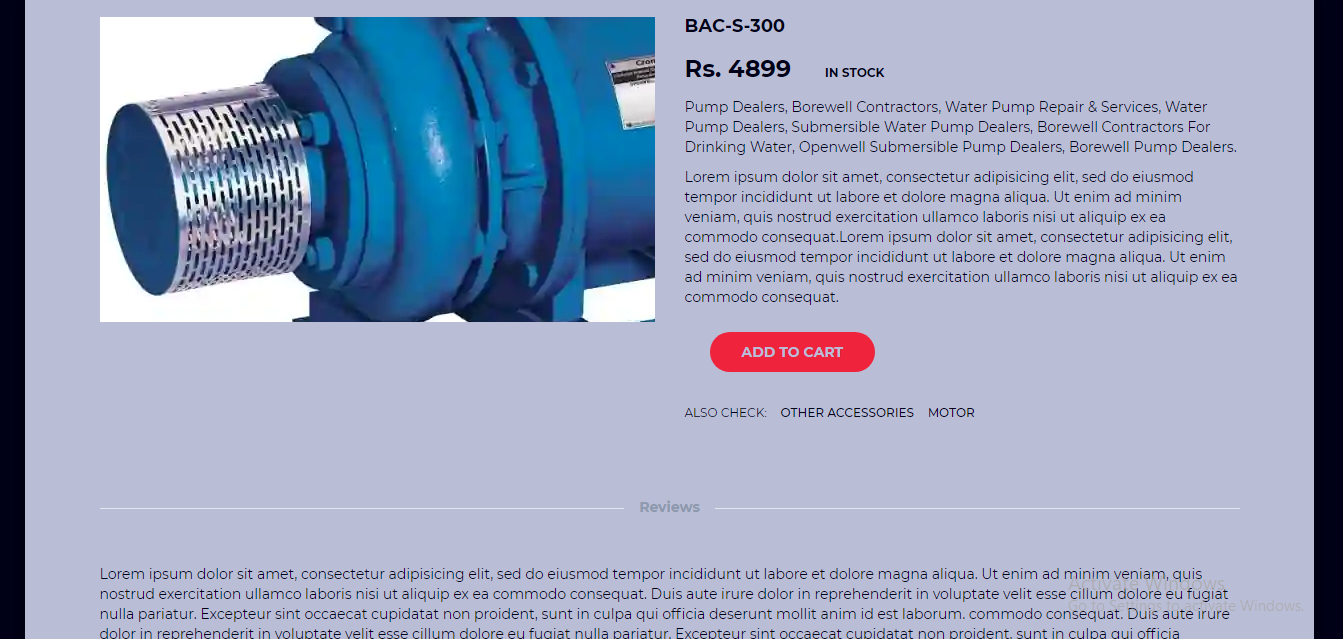 BAC-S-300
Rs. 4899 IN STOCK
Pump Dealers, Borewell Contractors, Water Pump Repair & Services, Water
Pump Dealers, Submersible Water Pump Dealers, Borewell Contractors For
Drinking Water, Openwell Submersible Pump Dealers, Borewell Pump Dealers.
Lorem ipsum dolor sit amet, consectetur adipisicing elit, sed do eiusmod
tempor incididunt ut labore et dolore magna aliqua. Ut enim ad minim
veniam, quis nostrud exercitation ullamco laboris nisi ut aliquip ex ea
commodo consequat.Lorem ipsum dolor sit amet, consectetur adipisicing elit,
sed do eiusmod tempor incididunt ut labore et dolore magna aliqua. Ut enim
ad minim veniam, quis nostrud exercitation ullamco laboris nisi ut aliquip ex ea
commodo consequat.
ADD TO CART
ALSO CHECK: OTHER ACCESSORIES MOTOR
Reviews
Lorem ipsum dolor sit amet, consectetur adipisicing elit, sed do eiusmod tempor incididunt ut labore et dolore magna aliqua. Ut enim ad minim veniam, quis
nostrud exercitation ullamco laboris nisi ut aliquip ex ea commodo consequat. Duis aute irure dolor in reprehenderit in voluptate velit esse cillum dolore eu fugiat
nulla pariatur. Excepteur sint occaecat cupidatat non proident, sunt in culpa qui officia deserunt mollit anim id est laborum. commodo consequat. Duis aute irure
dolor in reprehenderit in voluptate velit esse cillum dolore eu fugiat nulla pariatur. Excepteur sint occaecat cupidatat non proident, sunt in culpa qui officia
Activate Windows
Go to Settings to activate Windows.